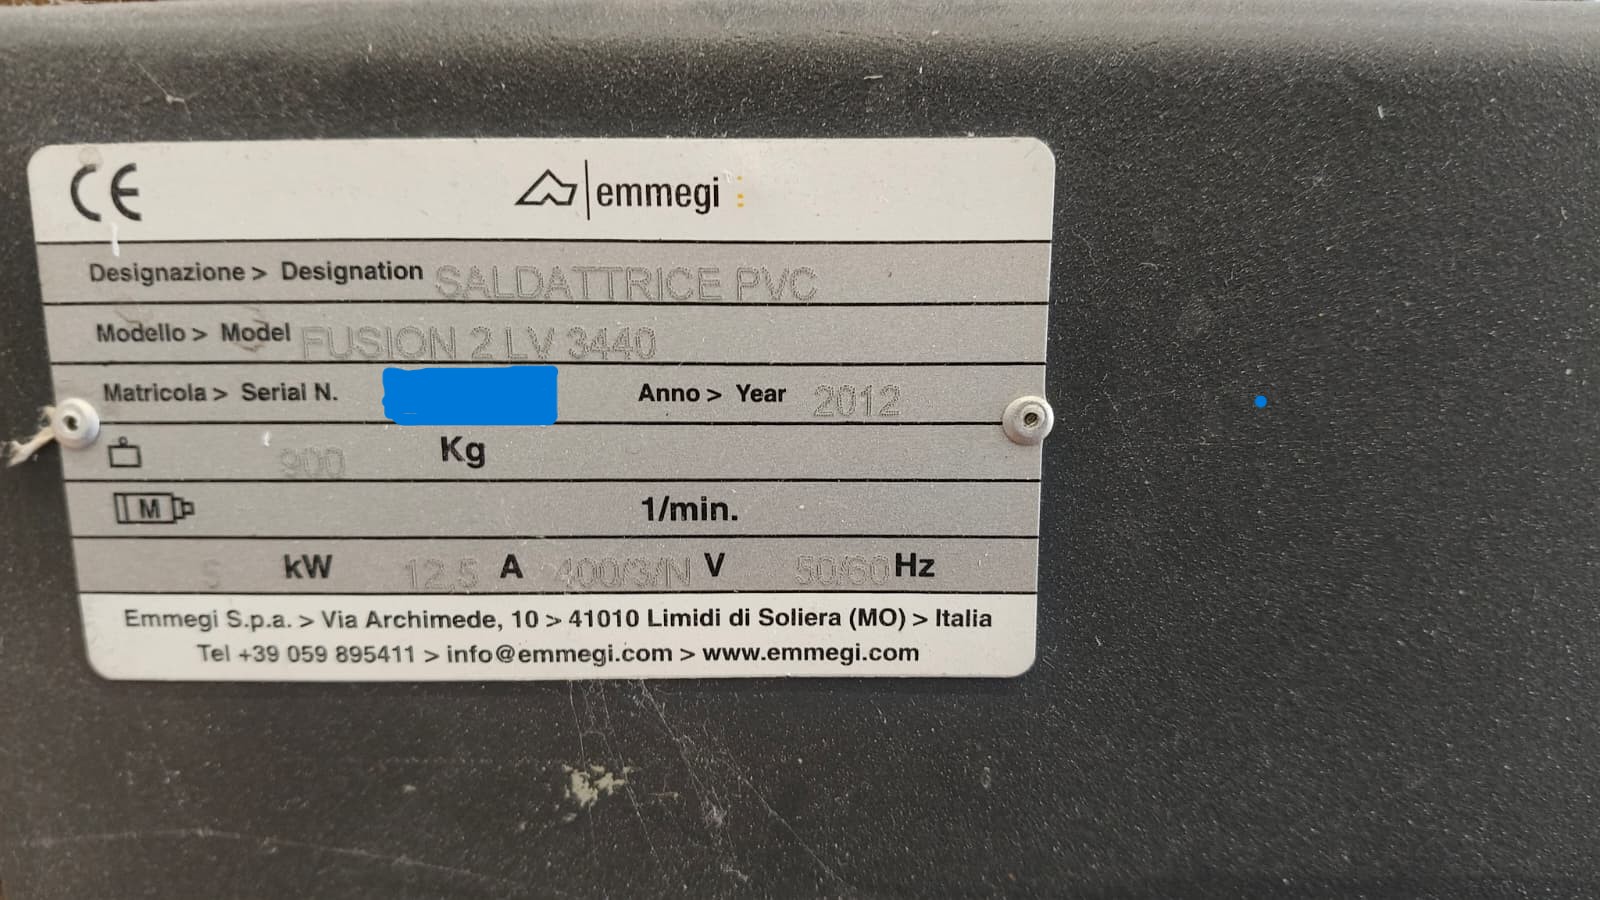 CE
emmegi
Designazione > Designation SALDATTRICE PVC
Modello > Model FUSION 2 LV 3440
Matricola > Serial N. Anno > Year 2012
900 Kg
M 1/min.
5 kW 12,5 A 400/3/N V 50/60 Hz
Emmegi S.p.a. > Via Archimede, 10 > 41010 Limidi di Soliera (MO) > Italia
Tel +39 059 895411 > info@emmegi.com > www.emmegi.com